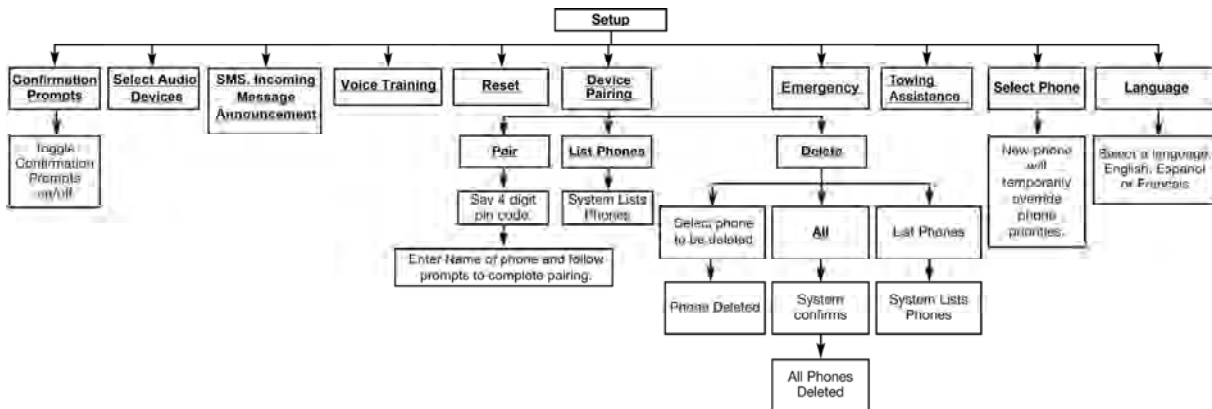 Setup
Confirmation
Prompts
Select Audio
Devices
SMS. Incoming
Message
Announcement
Voice Training
Reset
Device
Pairing
Emergency
Towing
Assistance
Select Phone
Language
Toggle
Confirmation
Prompts
on/off.
Pair
List Phones
Delete
New phone
will
temporarily
override
phone
priorities.
Select a language
English, Español
or Français
Say 4 digit
pin code.
System Lists
Phones
Select phone
to be deleted
All
List Phones
Enter Name of phone and follow
prompts to complete pairing.
Phone Deleted
System
confirms
System Lists
Phones
All Phones
Deleted